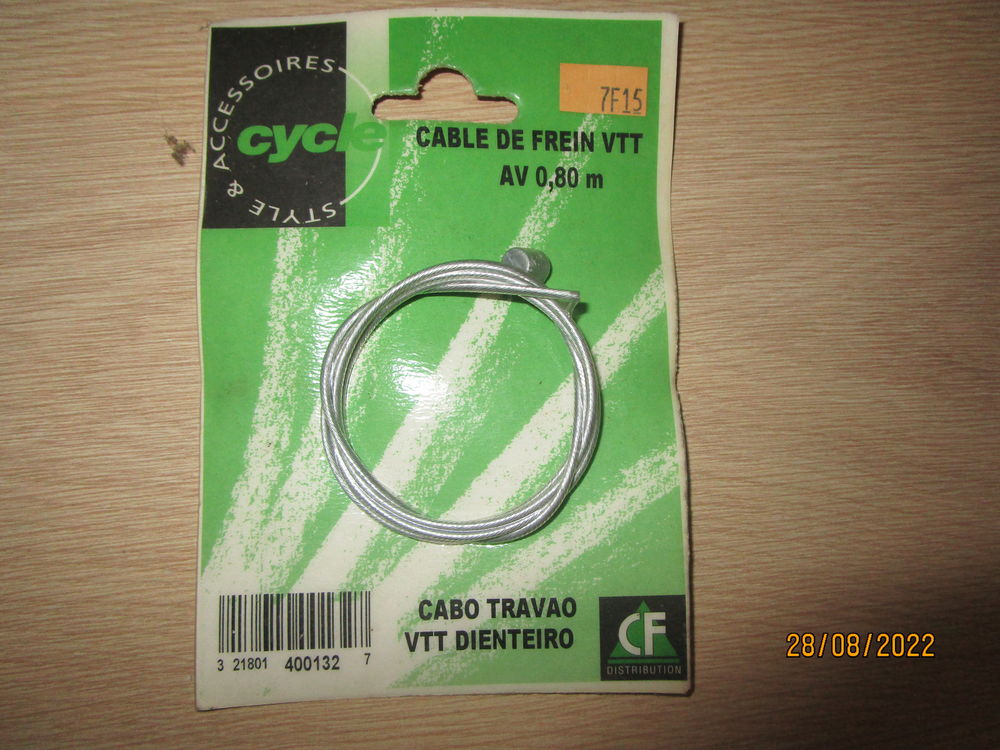 STYLE & ACCESSOIRES
cycle
7F15
CABLE DE FREIN VTT
AV 0,80 m
CABO TRAVAO
VTT DIENTEIRO
3 21801 400132 7
CF
DISTRIBUTION
28/08/2022